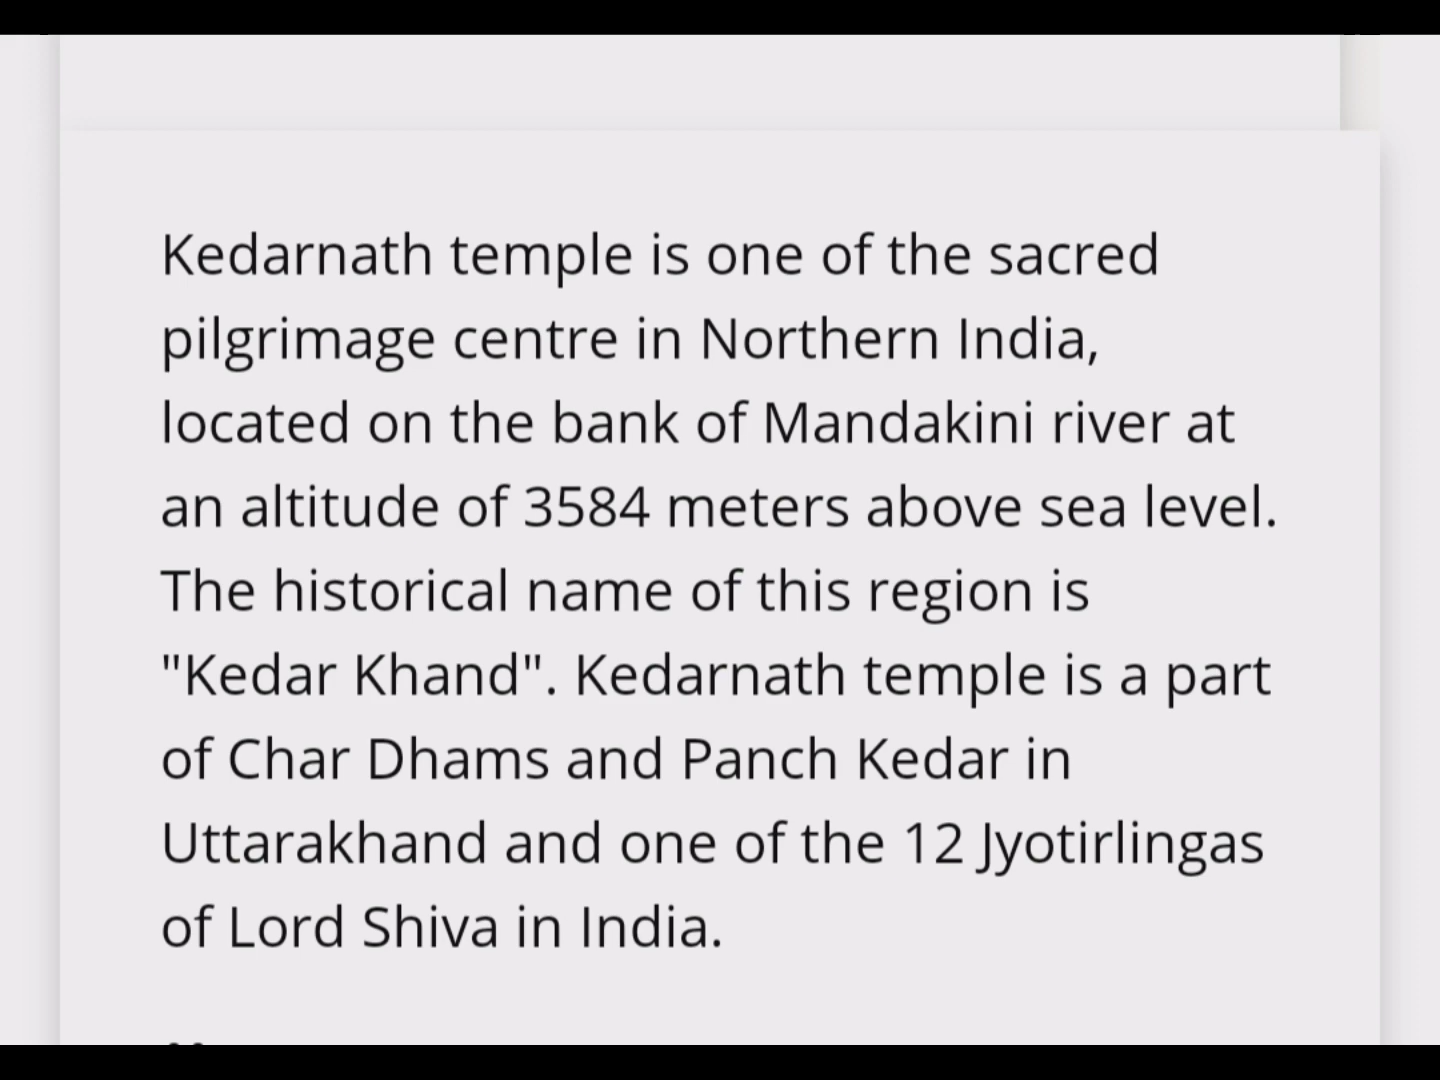 Kedarnath temple is one of the sacred
pilgrimage centre in Northern India,
located on the bank of Mandakini river at
an altitude of 3584 meters above sea level.
The historical name of this region is
"Kedar Khand". Kedarnath temple is a part
of Char Dhams and Panch Kedar in
Uttarakhand and one of the 12 Jyotirlingas
of Lord Shiva in India.